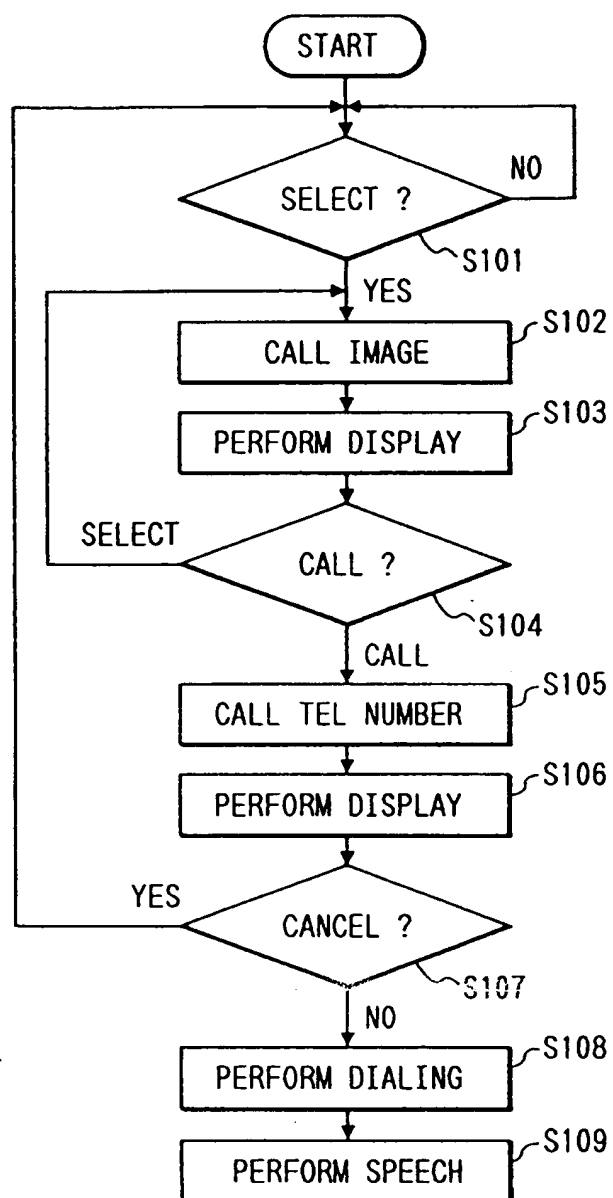 START
NO
SELECT ?
S101
YES
S102
CALL IMAGE
S103
PERFORM DISPLAY
SELECT
CALL ?
S104
CALL
S105
CALL TEL NUMBER
S106
PERFORM DISPLAY
YES
CANCEL ?
S107
NO
S108
PERFORM DIALING
S109
PERFORM SPEECH